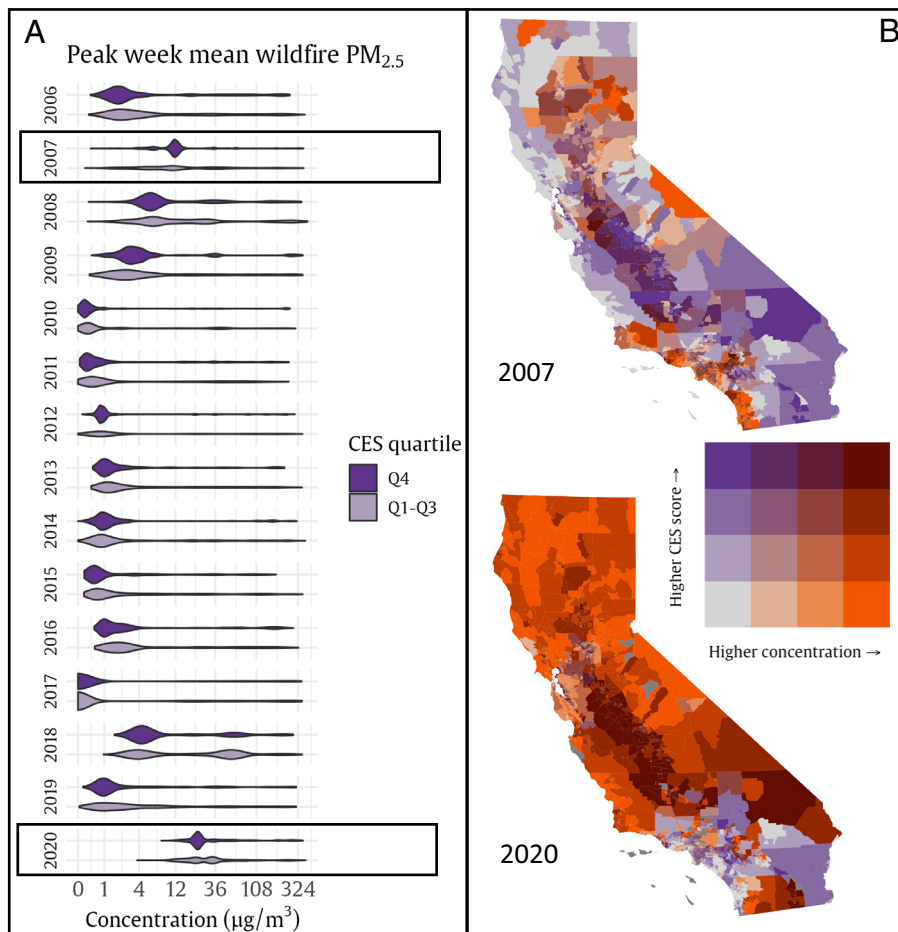 A
Peak week mean wildfire PM2.5
2006
2007
2008
2009
2010
2011
2012
2013
2014
2015
2016
2017
2018
2019
2020
0 1 4 12 36 108 324
Concentration (μg/m³)
CES quartile
Q4
Q1-Q3
B
2007
Higher CES score →
Higher concentration →
2020